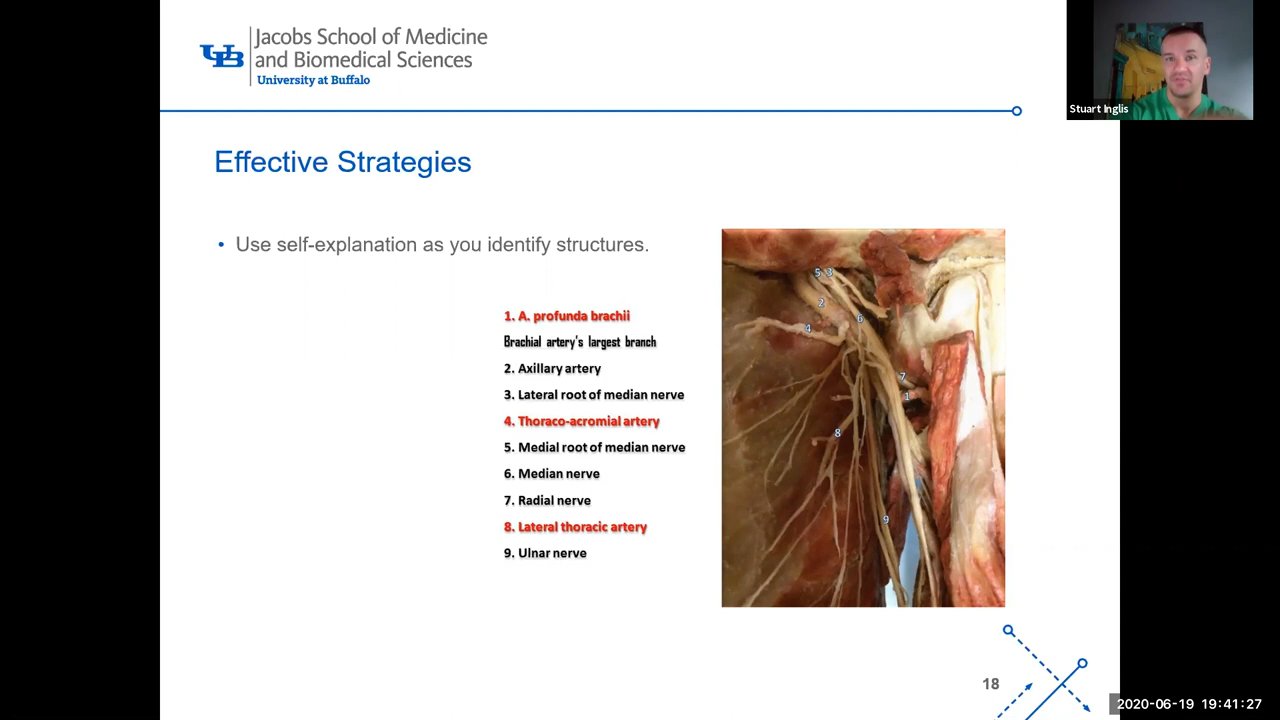 Jacobs School of Medicine
and Biomedical Sciences
University at Buffalo
UB
Stuart Inglis
Effective Strategies
• Use self-explanation as you identify structures.
1. A. profunda brachii
Brachial artery's largest branch
2. Axillary artery
3. Lateral root of median nerve
4. Thoraco-acromial artery
5. Medial root of median nerve
6. Median nerve
7. Radial nerve
8. Lateral thoracic artery
9. Ulnar nerve
5 3
2
6
4
7
1
8
9
18
2020-06-19 19:41:27